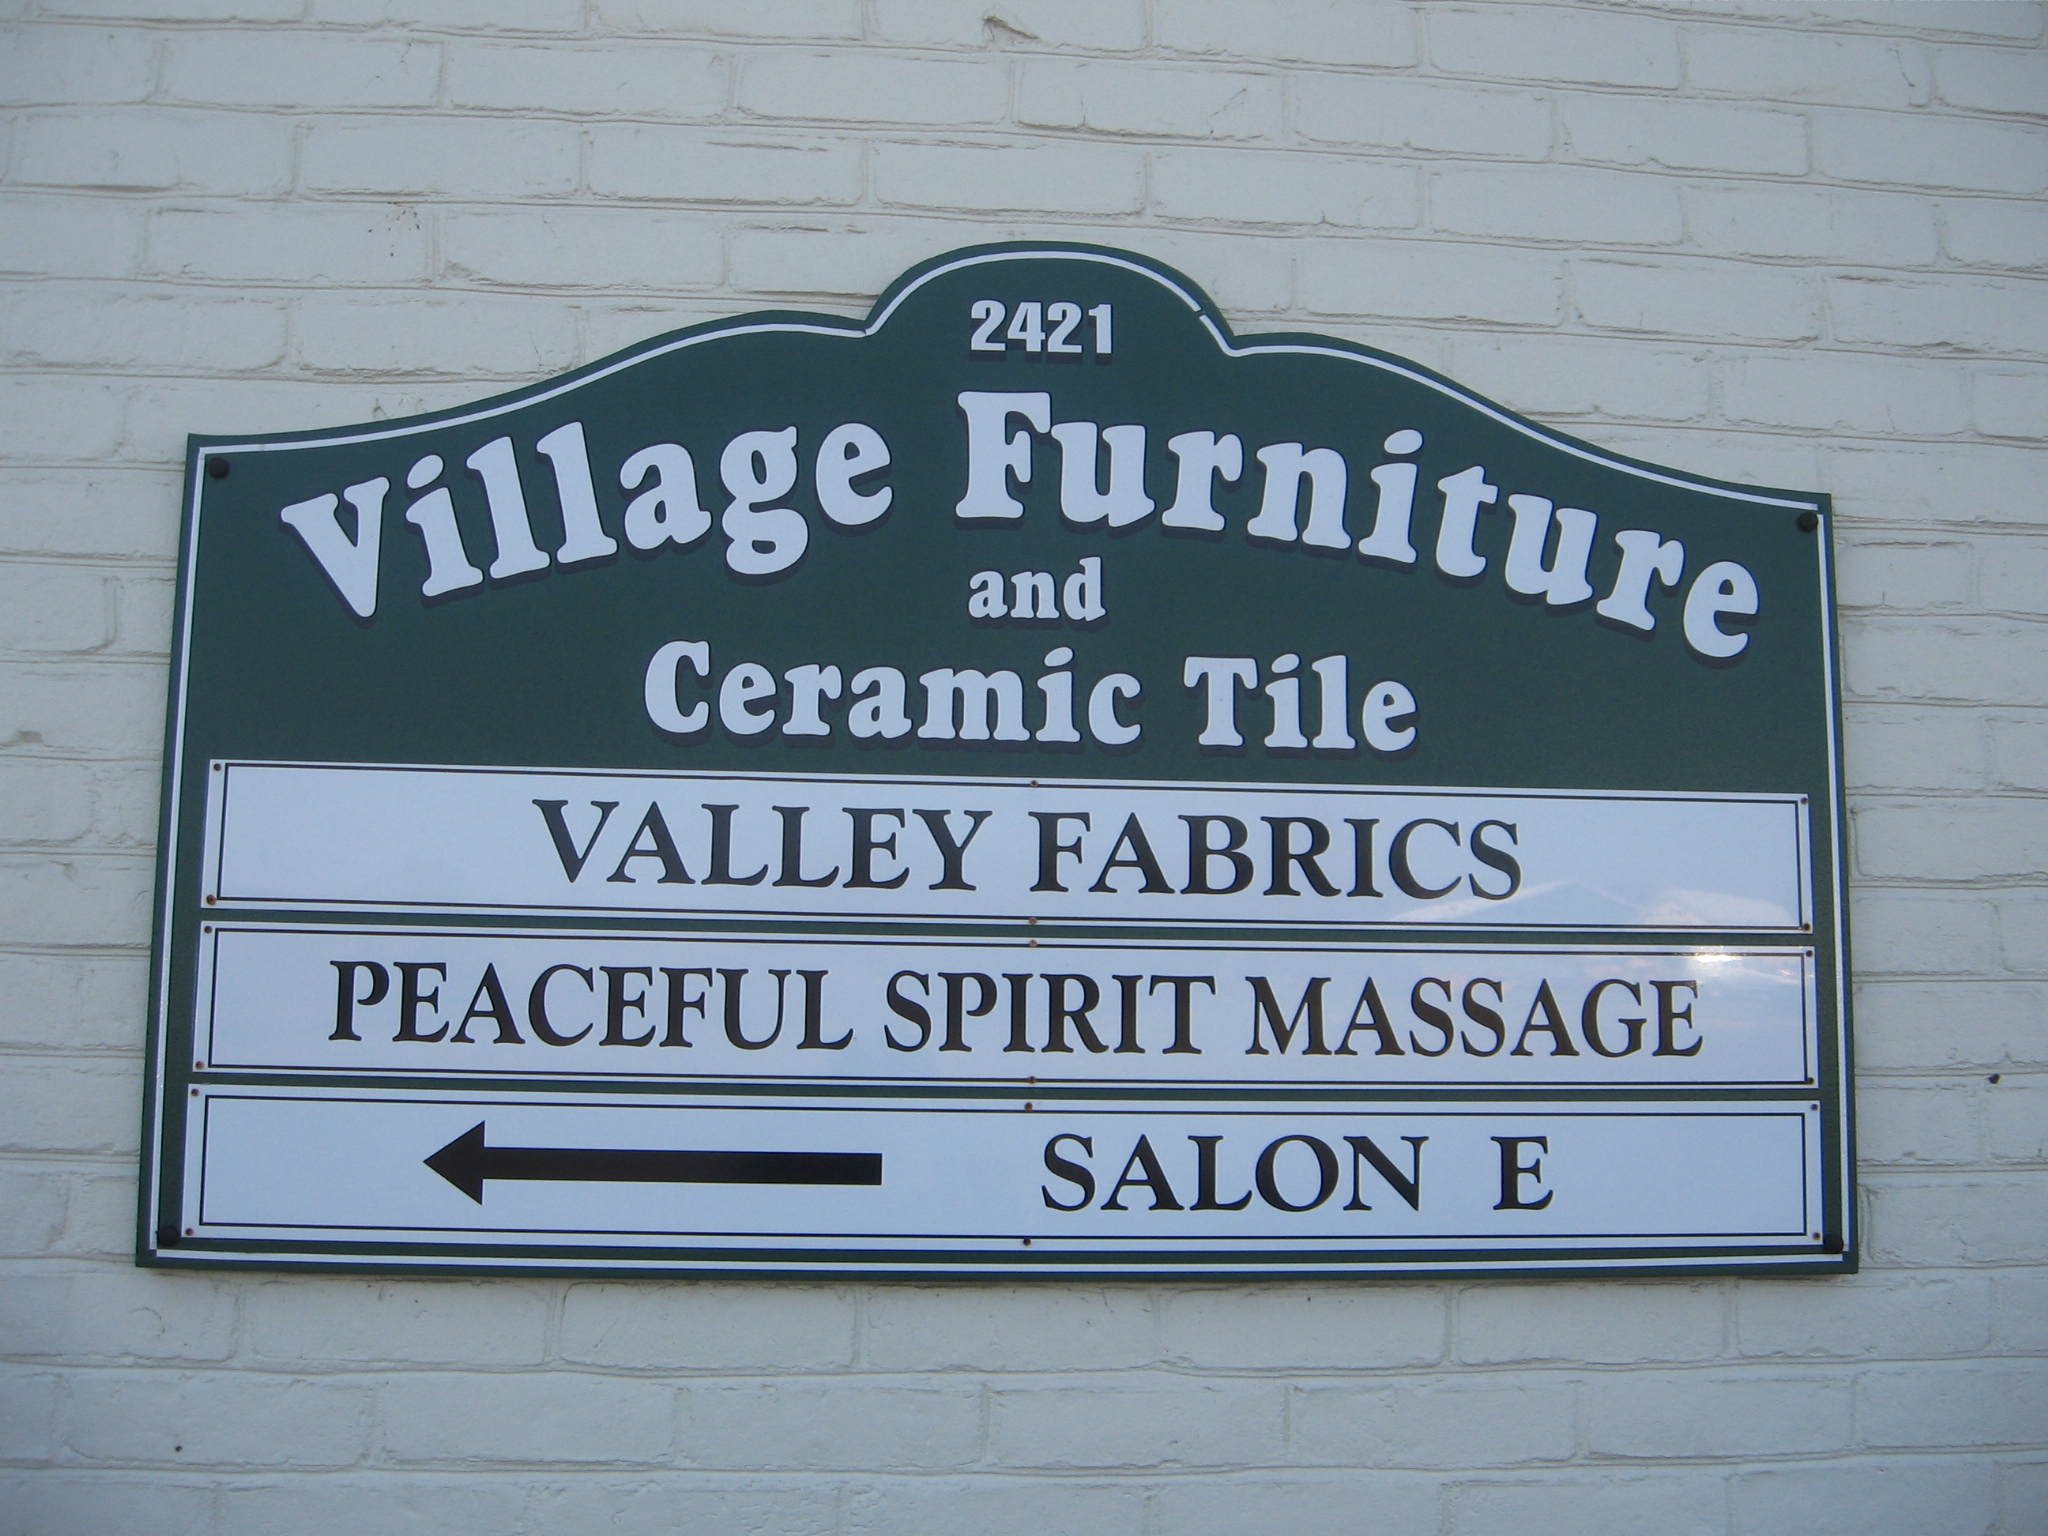 2421
Village Furniture
and
Ceramic Tile
VALLEY FABRICS
PEACEFUL SPIRIT MASSAGE
SALON E